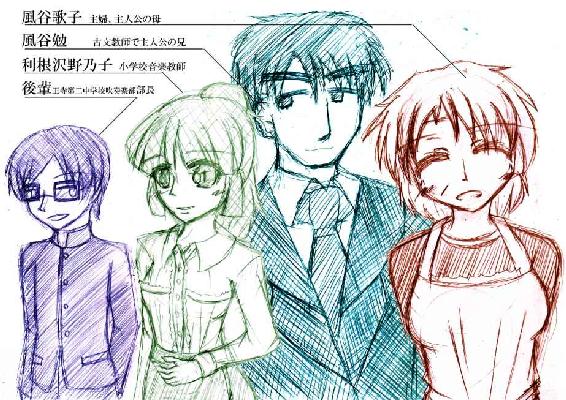 風谷歌子 主婦、主人公の母
風谷勉 古文教師で主人公の兄
利根沢野乃子 小学校音楽教師
後輩 王寺第二中学校吹奏楽部部長